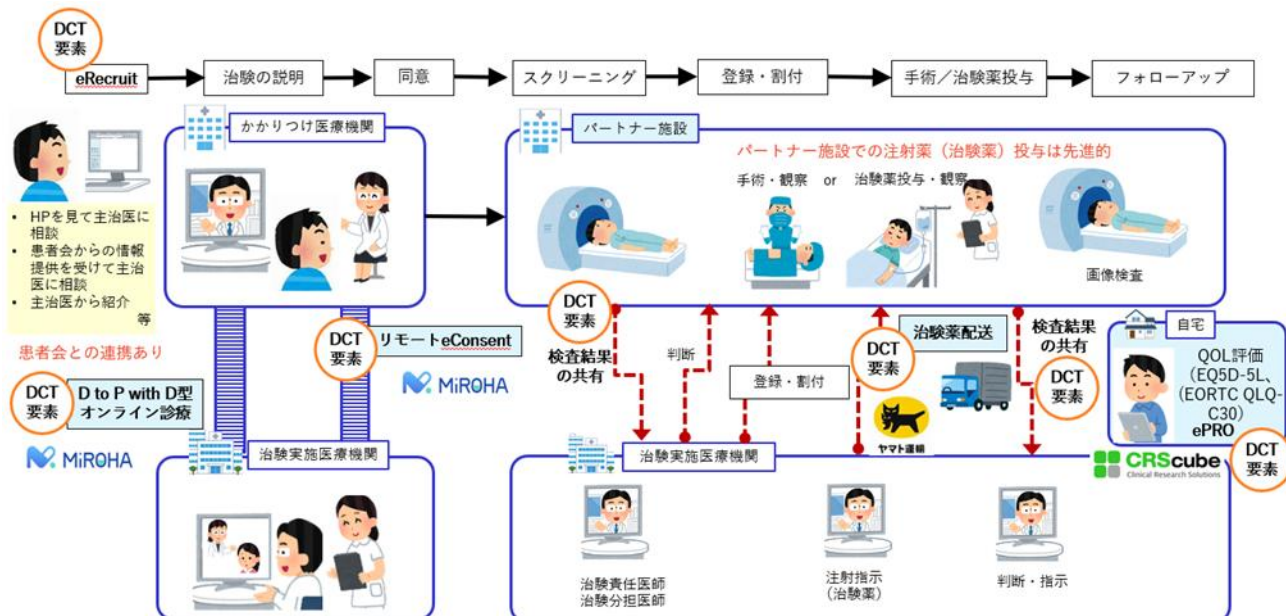 DCT
要素
eRecruit
治験の説明
同意
スクリーニング
登録・割付
手術／治験薬投与
フォローアップ
かかりつけ医療機関
パートナー施設
パートナー施設での注射薬（治験薬）投与は先進的
手術・観察 or 治験薬投与・観察
画像検査
▪ HPを見て主治医に
相談
▪ 患者会からの情報
提供を受けて主治
医に相談
▪ 主治医から紹介
等
患者会との連携あり
DCT
要素
D to P with D型
オンライン診療
MiROHA
DCT
要素
リモートeConsent
MiROHA
DCT
要素
検査結果
の共有
判断
登録・割付
DCT
要素
治験薬配送
ヤマト運輸
検査結果
の共有
DCT
要素
自宅
QOL評価
（EQ5D-5L、
（EORTC QLQ-
C30）
ePRO
DCT
要素
CRScube
Clinical Research Solutions
治験実施医療機関
治験実施医療機関
治験責任医師
治験分担医師
注射指示
（治験薬）
判断・指示